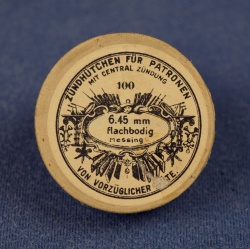 ZÜNDHÜTCHEN FÜR PATRONEN
MIT CENTRAL ZÜNDUNG
100
6.45 mm
flachbodig
Messing
VON VORZÜGLICHER